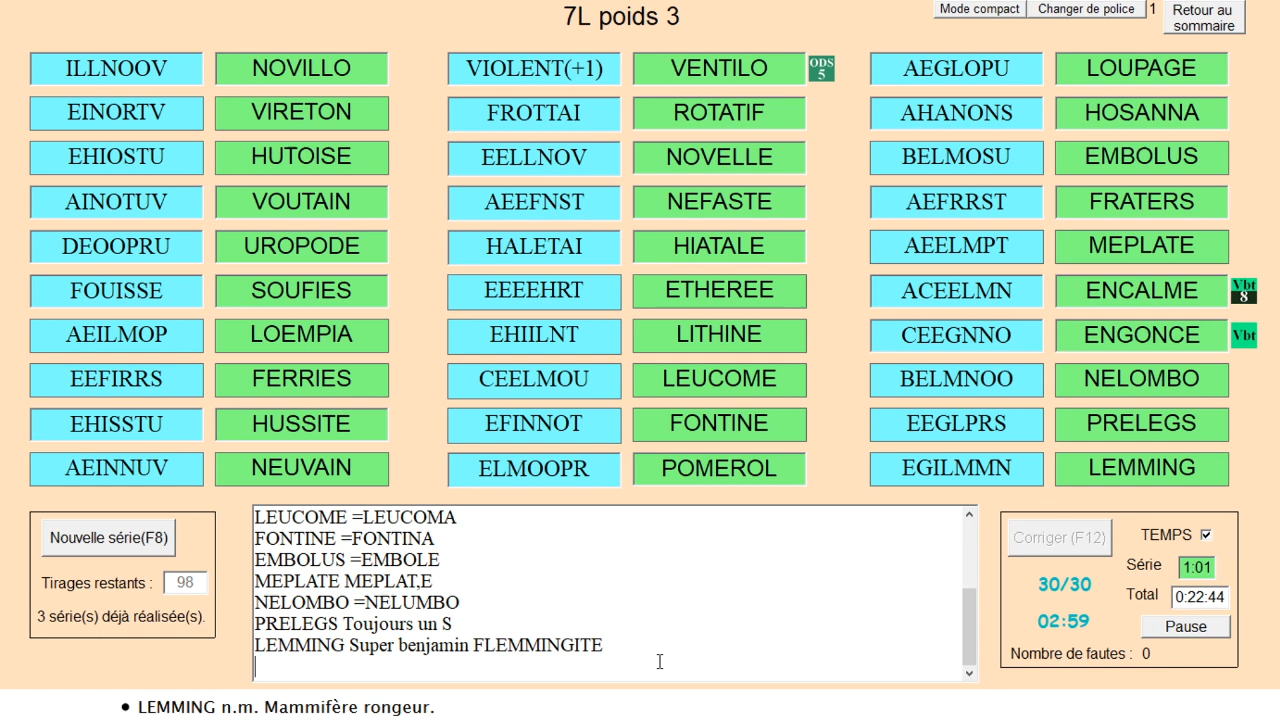 7L poids 3
Mode compact
Changer de police
1
Retour au
sommaire
ILLNOOV NOVILLO
EINORTV VIRETON
EHIOSTU HUTOISE
AINOTUV VOUTAIN
DEOOPRU UROPODE
FOUISSE SOUFIES
AEILMOP LOEMPIA
EEFIRRS FERRIES
EHISSTU HUSSITE
AEINNUV NEUVAIN
VIOLENT(+1) VENTILO ODS
5
FROTTAI ROTATIF
EELLNOV NOVELLE
AEEFNST NEFASTE
HALETAI HIATALE
EEEEHRT ETHEREE
EHIILNT LITHINE
CEELMOU LEUCOME
EFINNOT FONTINE
ELMOOPR POMEROL
AEGLOPU LOUPAGE
AHANONS HOSANNA
BELMOSU EMBOLUS
AEFRRST FRATERS
AEELMPT MEPLATE
ACEELMN ENCALME Vbt
8
CEEGNNO ENGONCE Vbt
BELMNOO NELOMBO
EEGLPRS PRELEGS
EGILMMN LEMMING
Nouvelle série(F8)
Tirages restants : 98
3 série(s) déjà réalisée(s).
LEUCOME =LEUCOMA
FONTINE =FONTINA
EMBOLUS =EMBOLE
MEPLATE MEPLAT,E
NELOMBO =NELUMBO
PRELEGS Toujours un S
LEMMING Super benjamin FLEMMINGITE
Corriger (F12)
TEMPS
Série 1:01
30/30
Total 0:22:44
02:59
Pause
Nombre de fautes : 0
• LEMMING n.m. Mammifère rongeur.